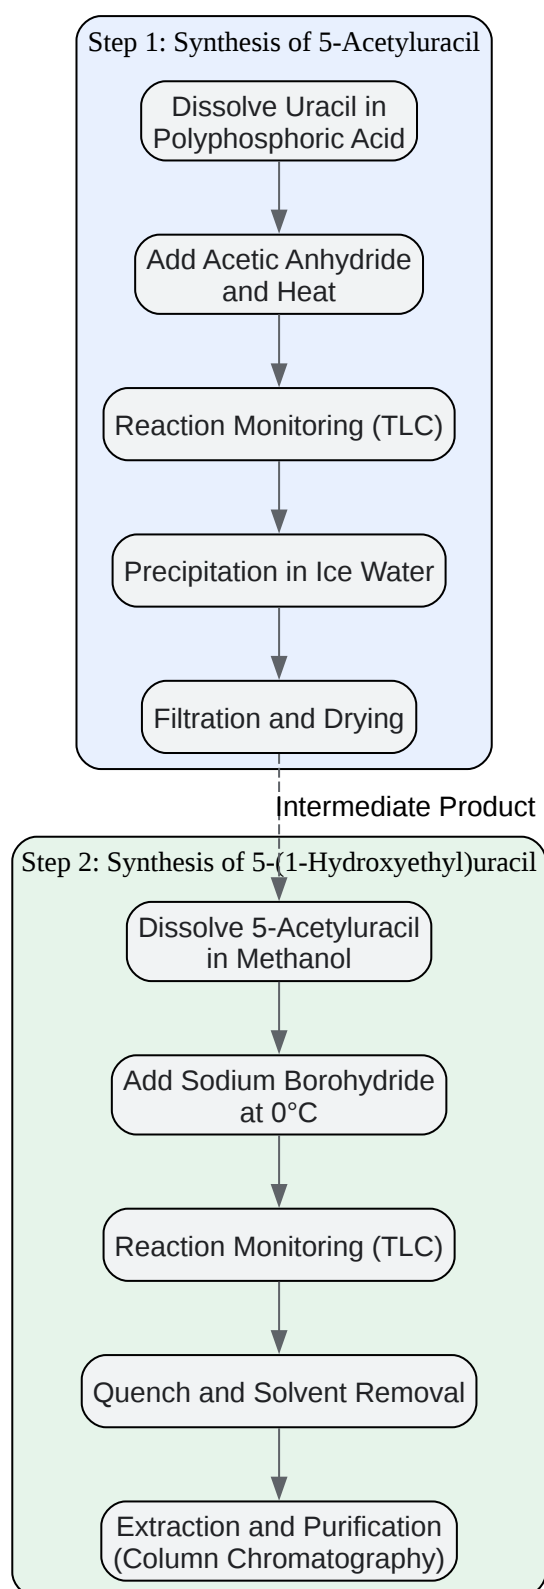 Step 1: Synthesis of 5-Acetyluracil
Dissolve Uracil in
Polyphosphoric Acid
Add Acetic Anhydride
and Heat
Reaction Monitoring (TLC)
Precipitation in Ice Water
Filtration and Drying
Intermediate Product
Step 2: Synthesis of 5-(1-Hydroxyethyl)uracil
Dissolve 5-Acetyluracil
in Methanol
Add Sodium Borohydride
at 0°C
Reaction Monitoring (TLC)
Quench and Solvent Removal
Extraction and Purification
(Column Chromatography)